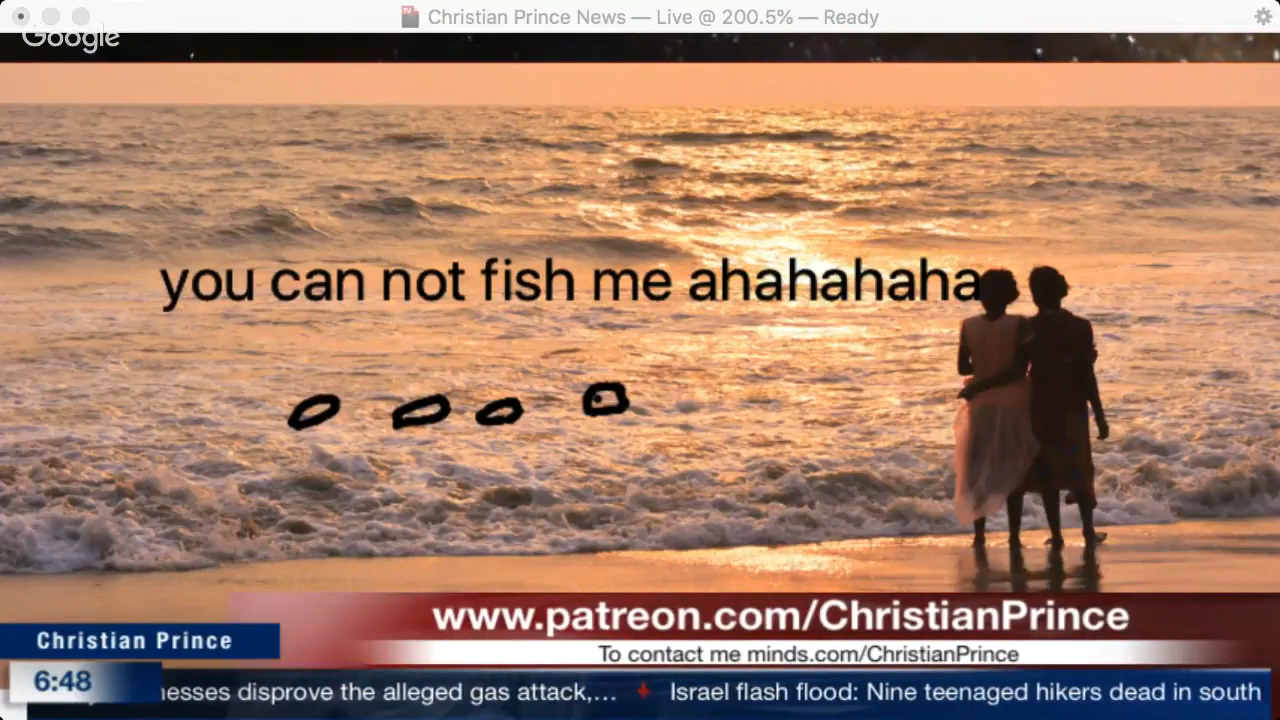 Christian Prince News — Live @ 200.5% — Ready
Google
you can not fish me ahahahaha
www.patreon.com/ChristianPrince
Christian Prince
To contact me minds.com/ChristianPrince
6:48
disprove the alleged gas attack,... Israel flash flood: Nine teenaged hikers dead in south